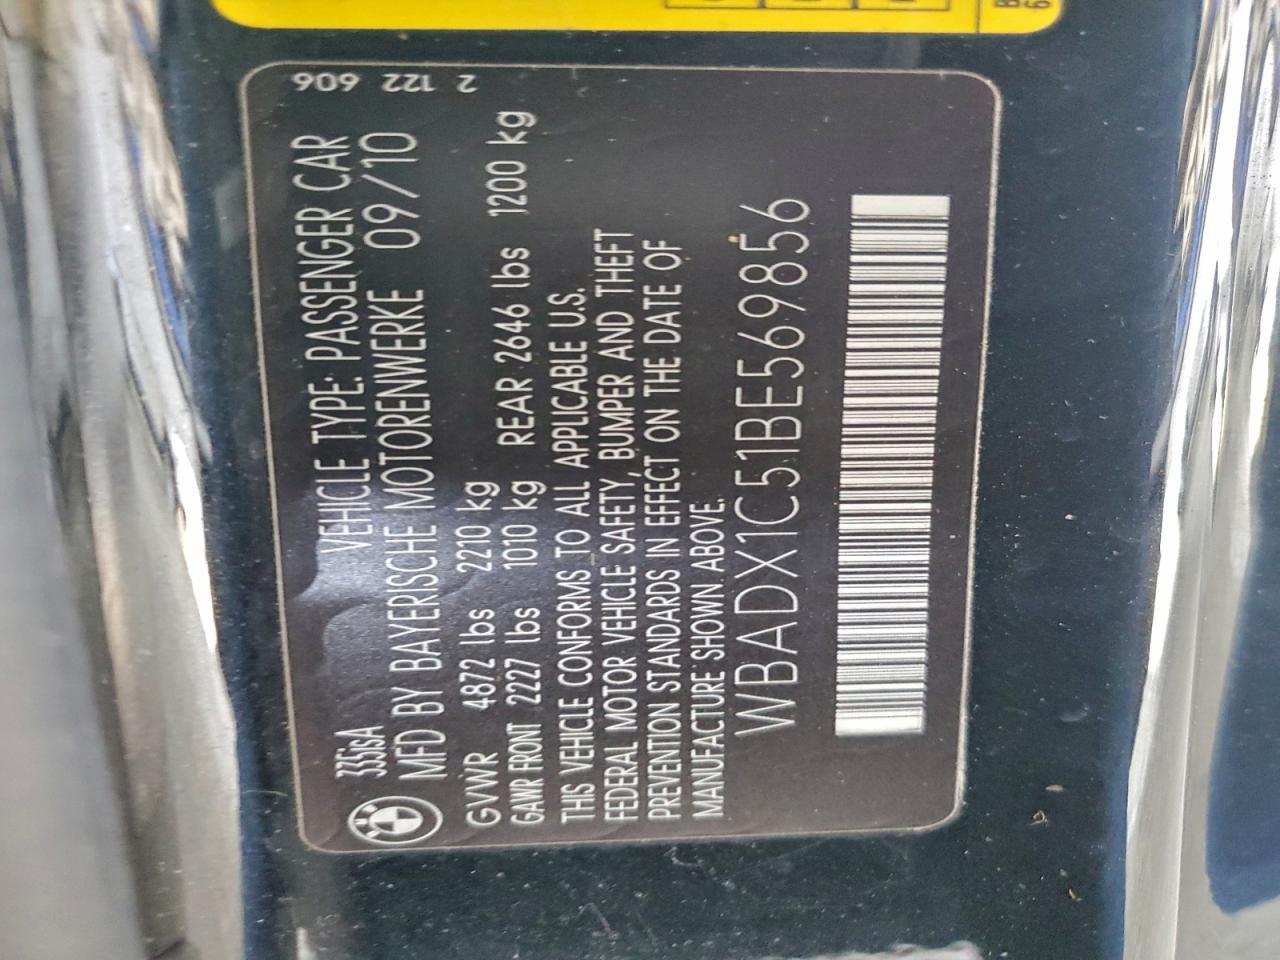 2 122 606
335isA VEHICLE TYPE: PASSENGER CAR
MFD BY BAYERISCHE MOTORENWERKE 09/10
GVWR 4872 lbs 2210 kg
GAWR FRONT 2227 lbs 1010 kg REAR 2646 lbs 1200 kg
THIS VEHICLE CONFORMS TO ALL APPLICABLE U.S.
FEDERAL MOTOR VEHICLE SAFETY, BUMPER AND THEFT
PREVENTION STANDARDS IN EFFECT ON THE DATE OF
MANUFACTURE SHOWN ABOVE.
WBADX1C51BE569856